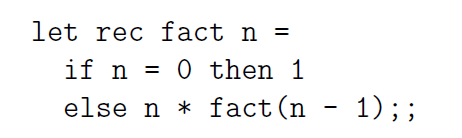 let rec fact n =
  if n = 0 then 1
  else n * fact(n - 1);;